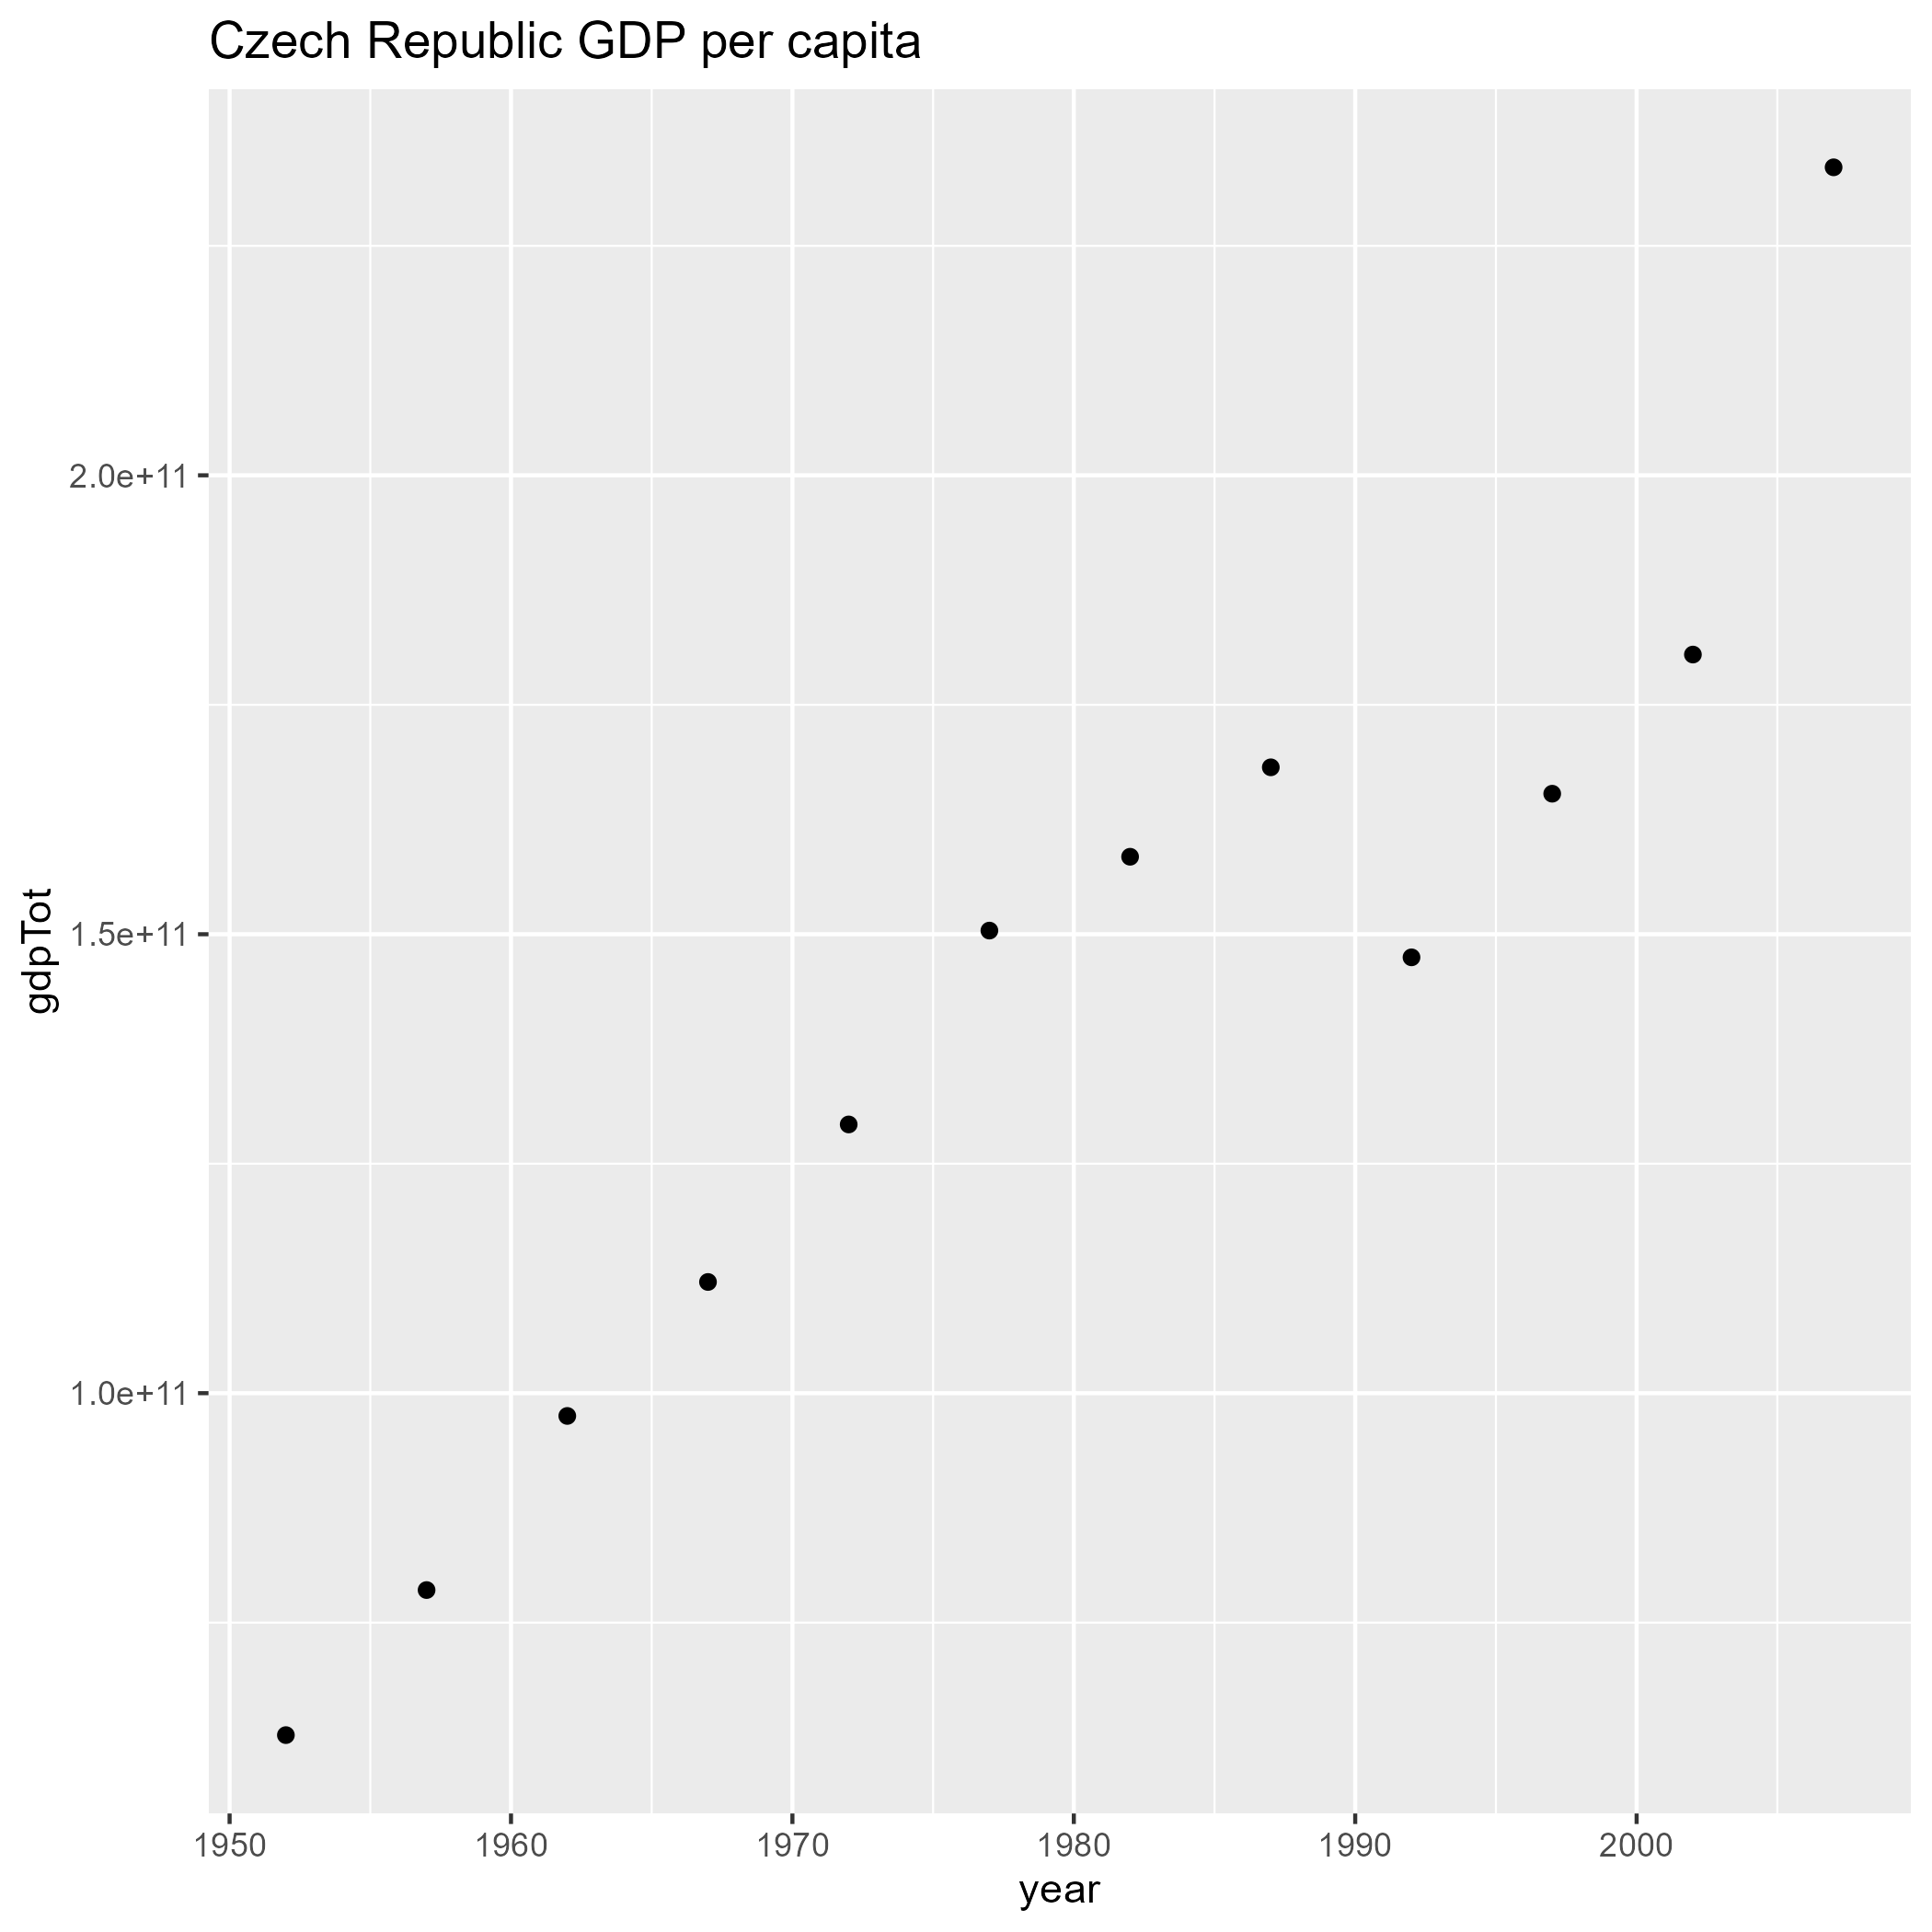 Czech Republic GDP per capita
gdpTot
2.0e+11
1.5e+11
1.0e+11
1950 1960 1970 1980 1990 2000
year